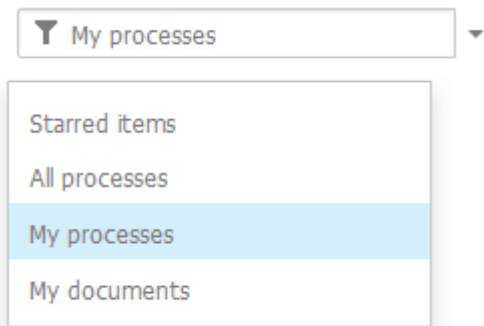 My processes
Starred items
All processes
My processes
My documents